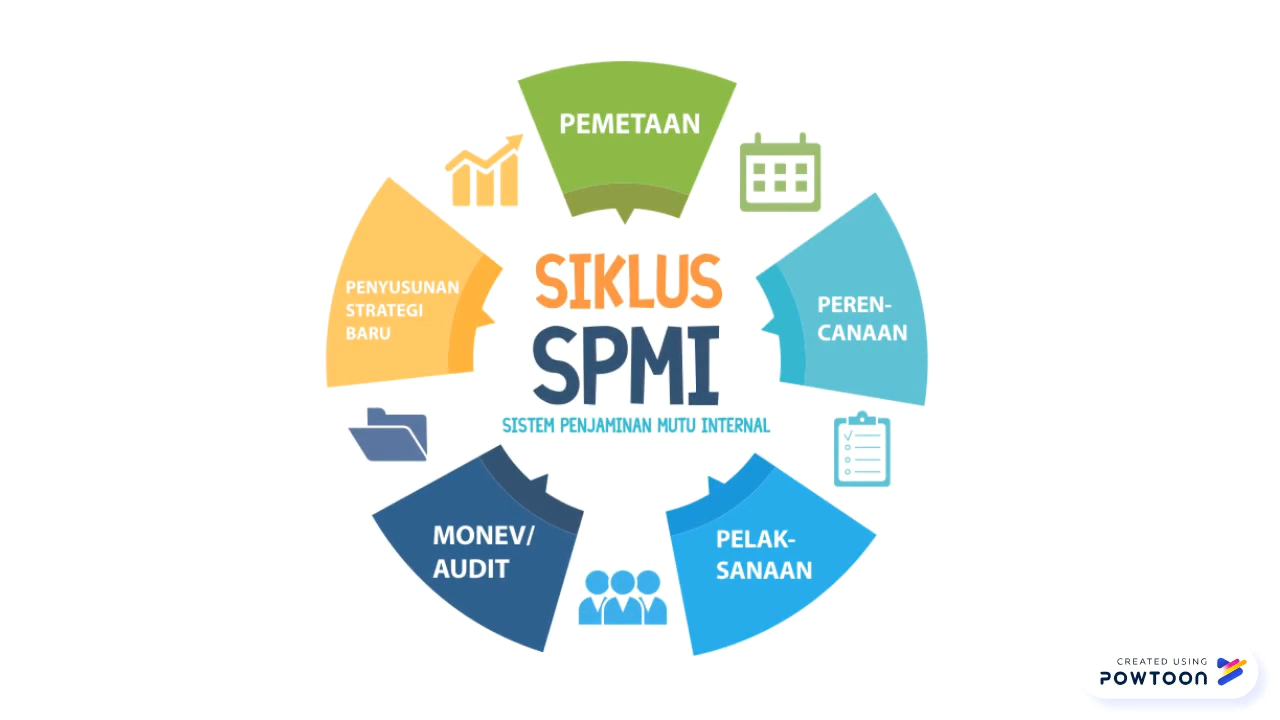 PEMETAAN
PEREN-
CANAAN
PELAK-
SANAAN
MONEV/
AUDIT
PENYUSUNAN
STRATEGI
BARU
SIKLUS
SPMI
SISTEM PENJAMINAN MUTU INTERNAL
CREATED USING
POWTOON